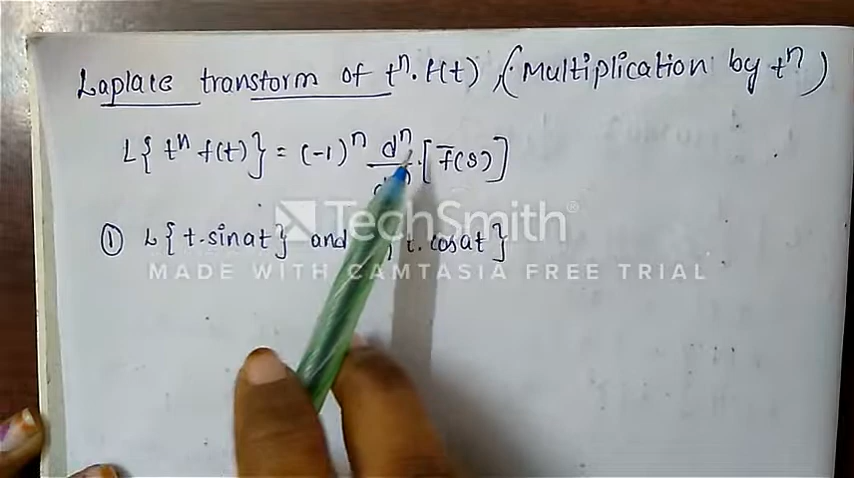 Laplace transform of tⁿ. f(t) (Multiplication by tⁿ)
L{ tⁿ f(t) } = (-1)ⁿ dⁿ/d [ f̄(s) ]
① L{ t.sinat } and { t.cosat }
TechSmith®
MADE WITH CAMTASIA FREE TRIAL